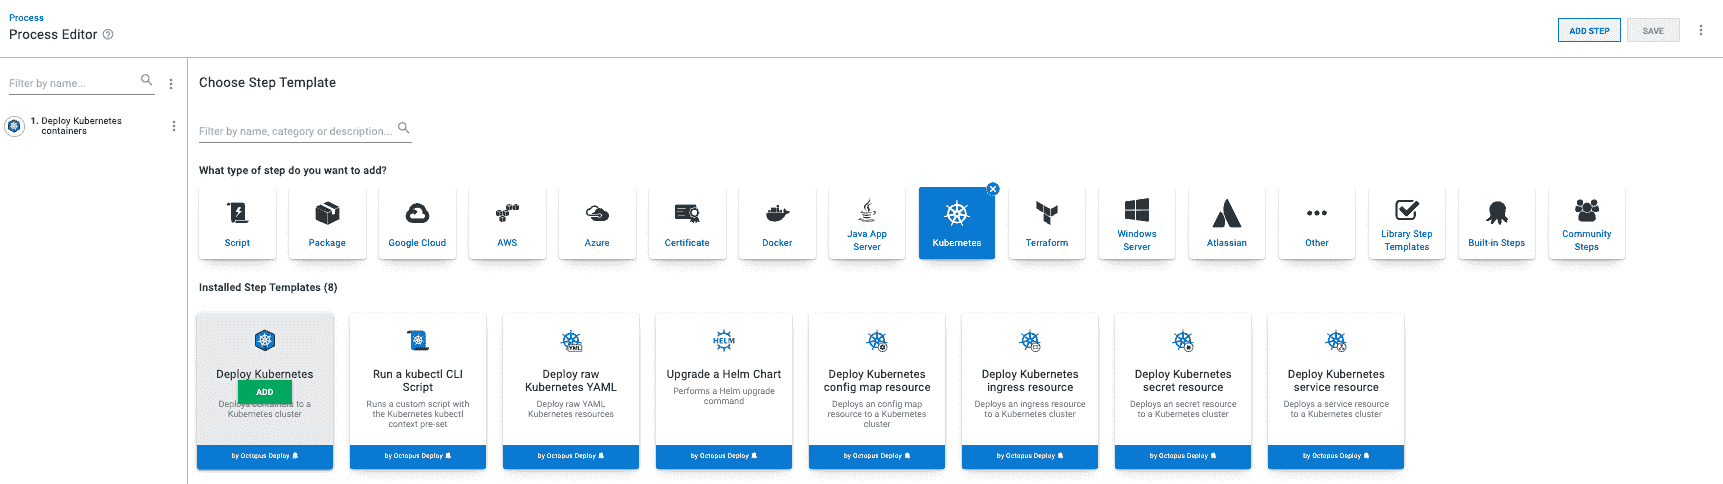 Process
Process Editor
ADD STEP
SAVE
Filter by name...
1. Deploy Kubernetes
containers
Choose Step Template
Filter by name, category or description...
What type of step do you want to add?
Script
Package
Google Cloud
AWS
Azure
Certificate
Docker
Java App
Server
Kubernetes
Terraform
Windows
Server
Atlassian
Other
Library Step
Templates
Built-in Steps
Community
Steps
Installed Step Templates (8)
Deploy Kubernetes
ADD
Deploys containers to a
Kubernetes cluster
by Octopus Deploy
Run a kubectl CLI
Script
Runs a custom script with
the Kubernetes kubectl
context pre-set
by Octopus Deploy
YAML
Deploy raw
Kubernetes YAML
Deploy raw YAML
Kubernetes resources
by Octopus Deploy
HELM
Upgrade a Helm Chart
Performs a Helm upgrade
command
by Octopus Deploy
Deploy Kubernetes
config map resource
Deploys an config map
resource to a Kubernetes
cluster
by Octopus Deploy
Deploy Kubernetes
ingress resource
Deploys an ingress resource
to a Kubernetes cluster
by Octopus Deploy
Deploy Kubernetes
secret resource
Deploys an secret resource
to a Kubernetes cluster
by Octopus Deploy
Deploy Kubernetes
service resource
Deploys a service resource
to a Kubernetes cluster
by Octopus Deploy